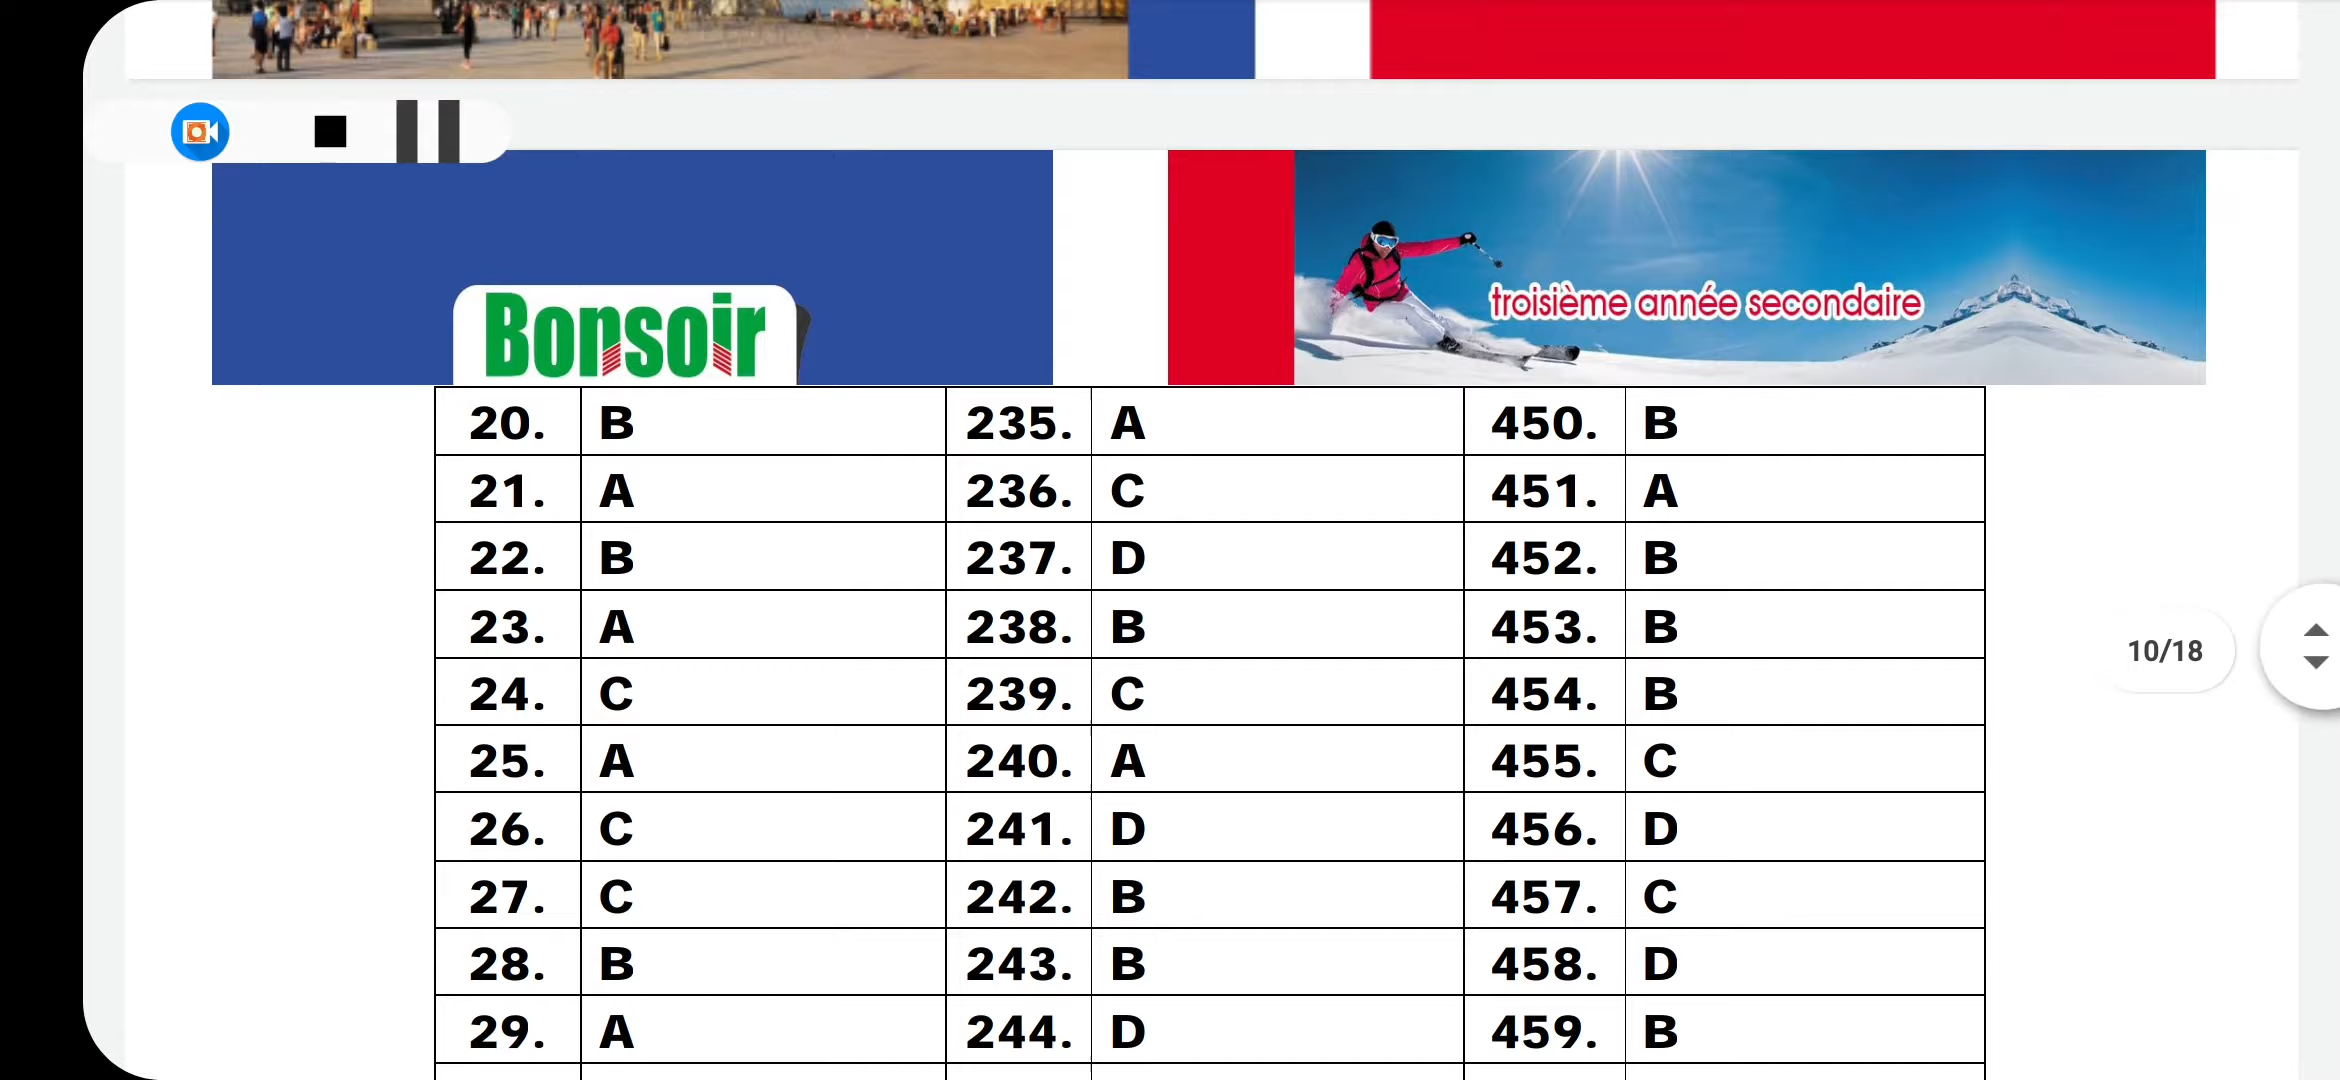 Bonsoir
troisième année secondaire
20. B 235. A 450. B
21. A 236. C 451. A
22. B 237. D 452. B
23. A 238. B 453. B
24. C 239. C 454. B
25. A 240. A 455. C
26. C 241. D 456. D
27. C 242. B 457. C
28. B 243. B 458. D
29. A 244. D 459. B
10/18